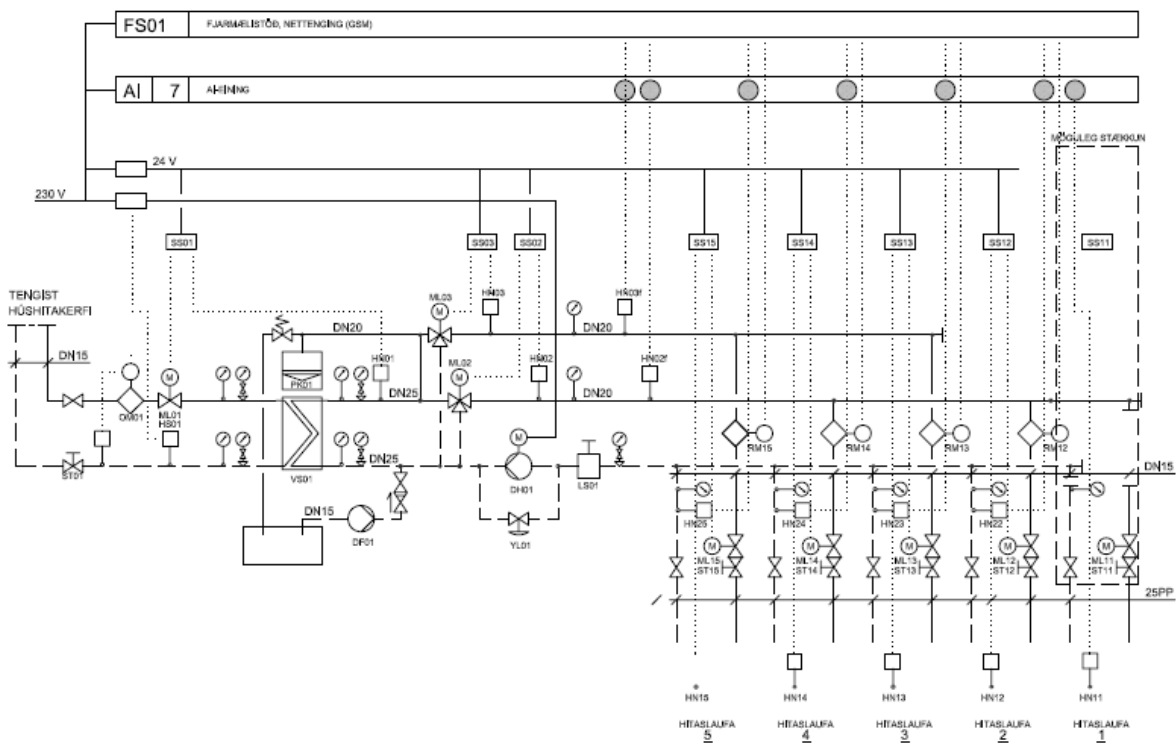 FS01 FJARMÆLISTÖÐ, NETTENGING (GSM)
AI 7 AI-EINING
MÖGULEG STÆKKUN
24 V
230 V
SS01 SS03 SS02 SS15 SS14 SS13 SS12 SS11
TENGIST
HÚSHITAKERFI
ML03 HN03 HN03f
DN20 DN20
DN15 PK01 HN01 ML02 HN02 HN02f
DN25 DN20
OM01 ML01
HS01
RM15 RM14 RM13 RM12
ST01 VS01 DN25 DH01 LS01 DN15
DN15 DF01 YL01
HN25 HN24 HN23 HN22
ML15 ML14 ML13 ML12 ML11
ST15 ST14 ST13 ST12 ST11
25PP
HN15 HN14 HN13 HN12 HN11
HITASLAUFA HITASLAUFA HITASLAUFA HITASLAUFA HITASLAUFA
5 4 3 2 1